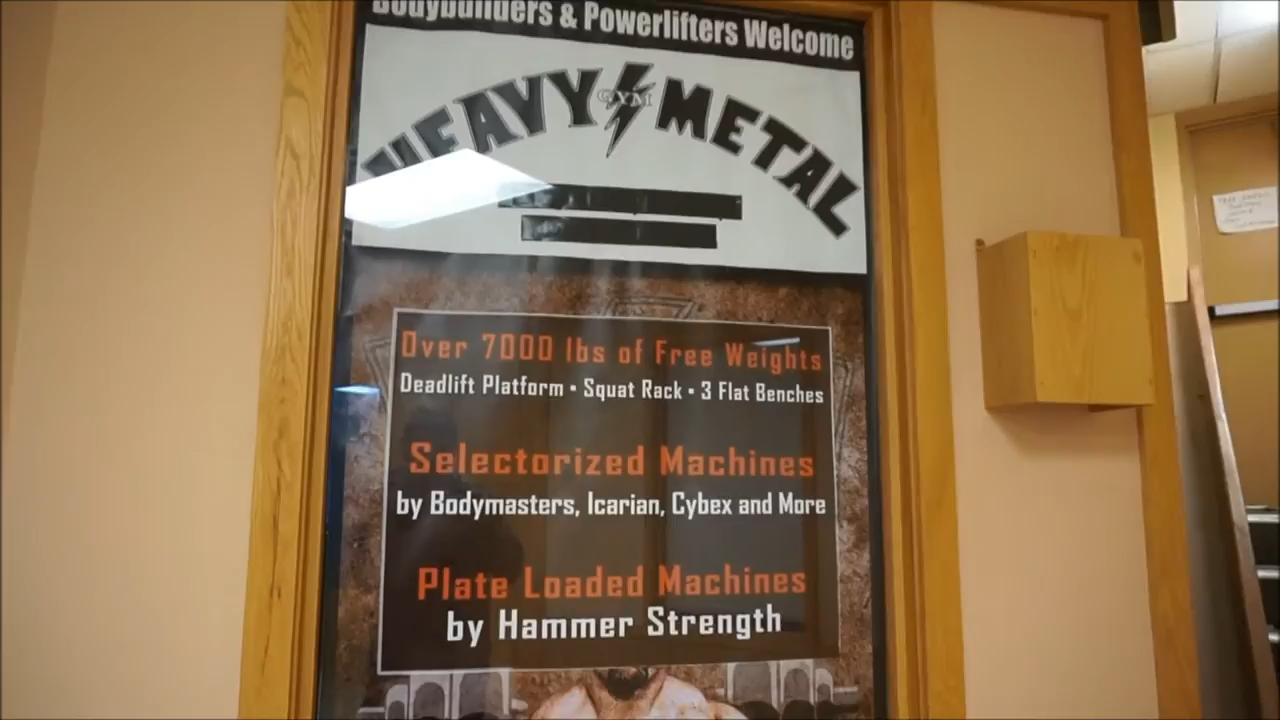 Bodybuilders & Powerlifters Welcome
HEAVY GYM METAL
Over 7000 lbs of Free Weights
Deadlift Platform • Squat Rack • 3 Flat Benches
Selectorized Machines
by Bodymasters, Icarian, Cybex and More
Plate Loaded Machines
by Hammer Strength